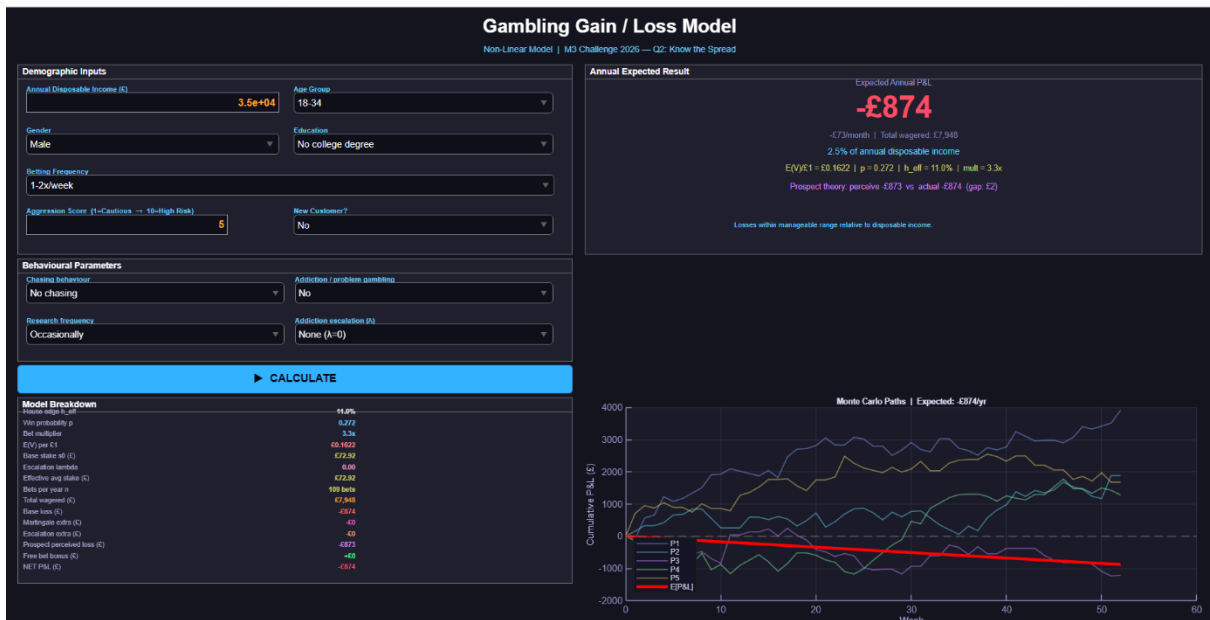 Gambling Gain / Loss Model
Non-Linear Model | M3 Challenge 2026 — Q2: Know the Spread
Demographic Inputs
Annual Disposable Income (£)
3.5e+04
Age Group
18-34
Gender
Male
Education
No college degree
Betting Frequency
1-2x/week
Aggression Score (1=Cautious → 10=High Risk)
5
New Customer?
No
Behavioural Parameters
Chasing behaviour
No chasing
Addiction / problem gambling
No
Research frequency
Occasionally
Addiction escalation (λ)
None (λ=0)
▶ CALCULATE
Model Breakdown
House edge h_eff 11.0%
Win probability p 0.272
Bet multiplier 3.3x
E(V) per £1 £0.1622
Base stake s0 (£) £72.92
Escalation lambda 0.00
Effective avg stake (£) £72.92
Bets per year n 109 bets
Total wagered (£) £7,948
Base loss (£) -£874
Martingale extra (£) -£0
Escalation extra (£) -£0
Prospect perceived loss (£) -£873
Free bet bonus (£) +£0
NET P&L (£) -£874
Annual Expected Result
Expected Annual P&L
-£874
-£73/month | Total wagered: £7,948
2.5% of annual disposable income
E(V)/£1 = £0.1622 | p = 0.272 | h_eff = 11.0% | mult = 3.3x
Prospect theory: perceive -£873 vs actual -£874 (gap: £2)
Losses within manageable range relative to disposable income.
Monte Carlo Paths | Expected: -£874/yr
Cumulative P&L (£)
4000
3000
2000
1000
0
-1000
-2000
P1
P2
P3
P4
P5
E[P&L]
0 10 20 30 40 50 60